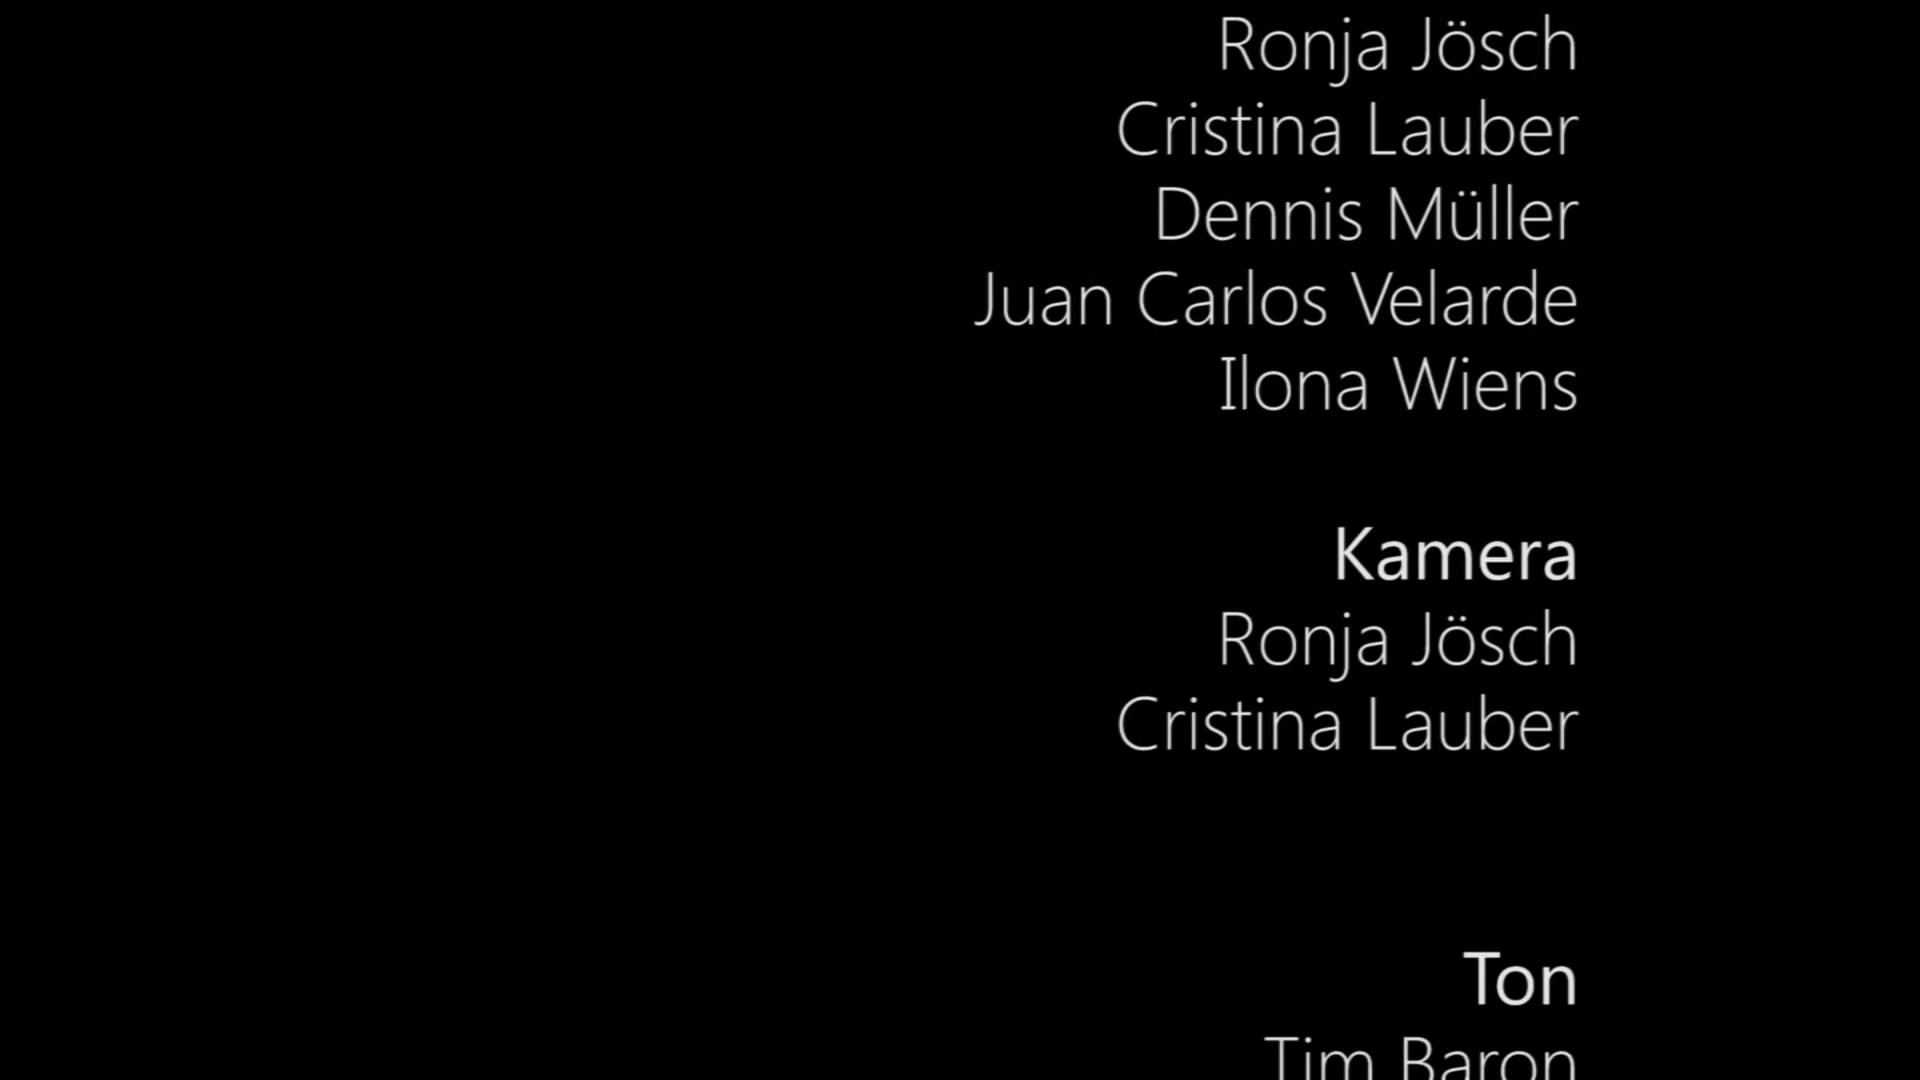 Ronja Jösch
Cristina Lauber
Dennis Müller
Juan Carlos Velarde
Ilona Wiens
Kamera
Ronja Jösch
Cristina Lauber
Ton
Tim Baron